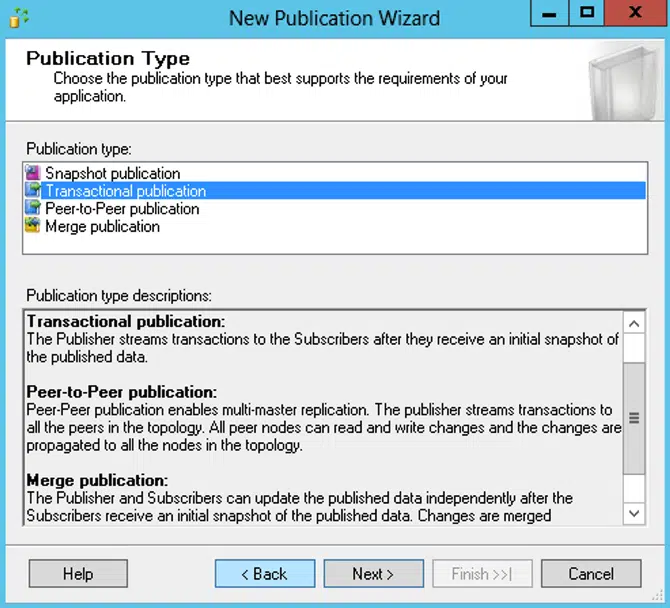 New Publication Wizard
Publication Type
Choose the publication type that best supports the requirements of your
application.
Publication type:
Snapshot publication
Transactional publication
Peer-to-Peer publication
Merge publication
Publication type descriptions:
Transactional publication:
The Publisher streams transactions to the Subscribers after they receive an initial snapshot of
the published data.
Peer-to-Peer publication:
Peer-Peer publication enables multi-master replication. The publisher streams transactions to
all the peers in the topology. All peer nodes can read and write changes and the changes are
propagated to all the nodes in the topology.
Merge publication:
The Publisher and Subscribers can update the published data independently after the
Subscribers receive an initial snapshot of the published data. Changes are merged
Help
< Back
Next >
Finish >>|
Cancel